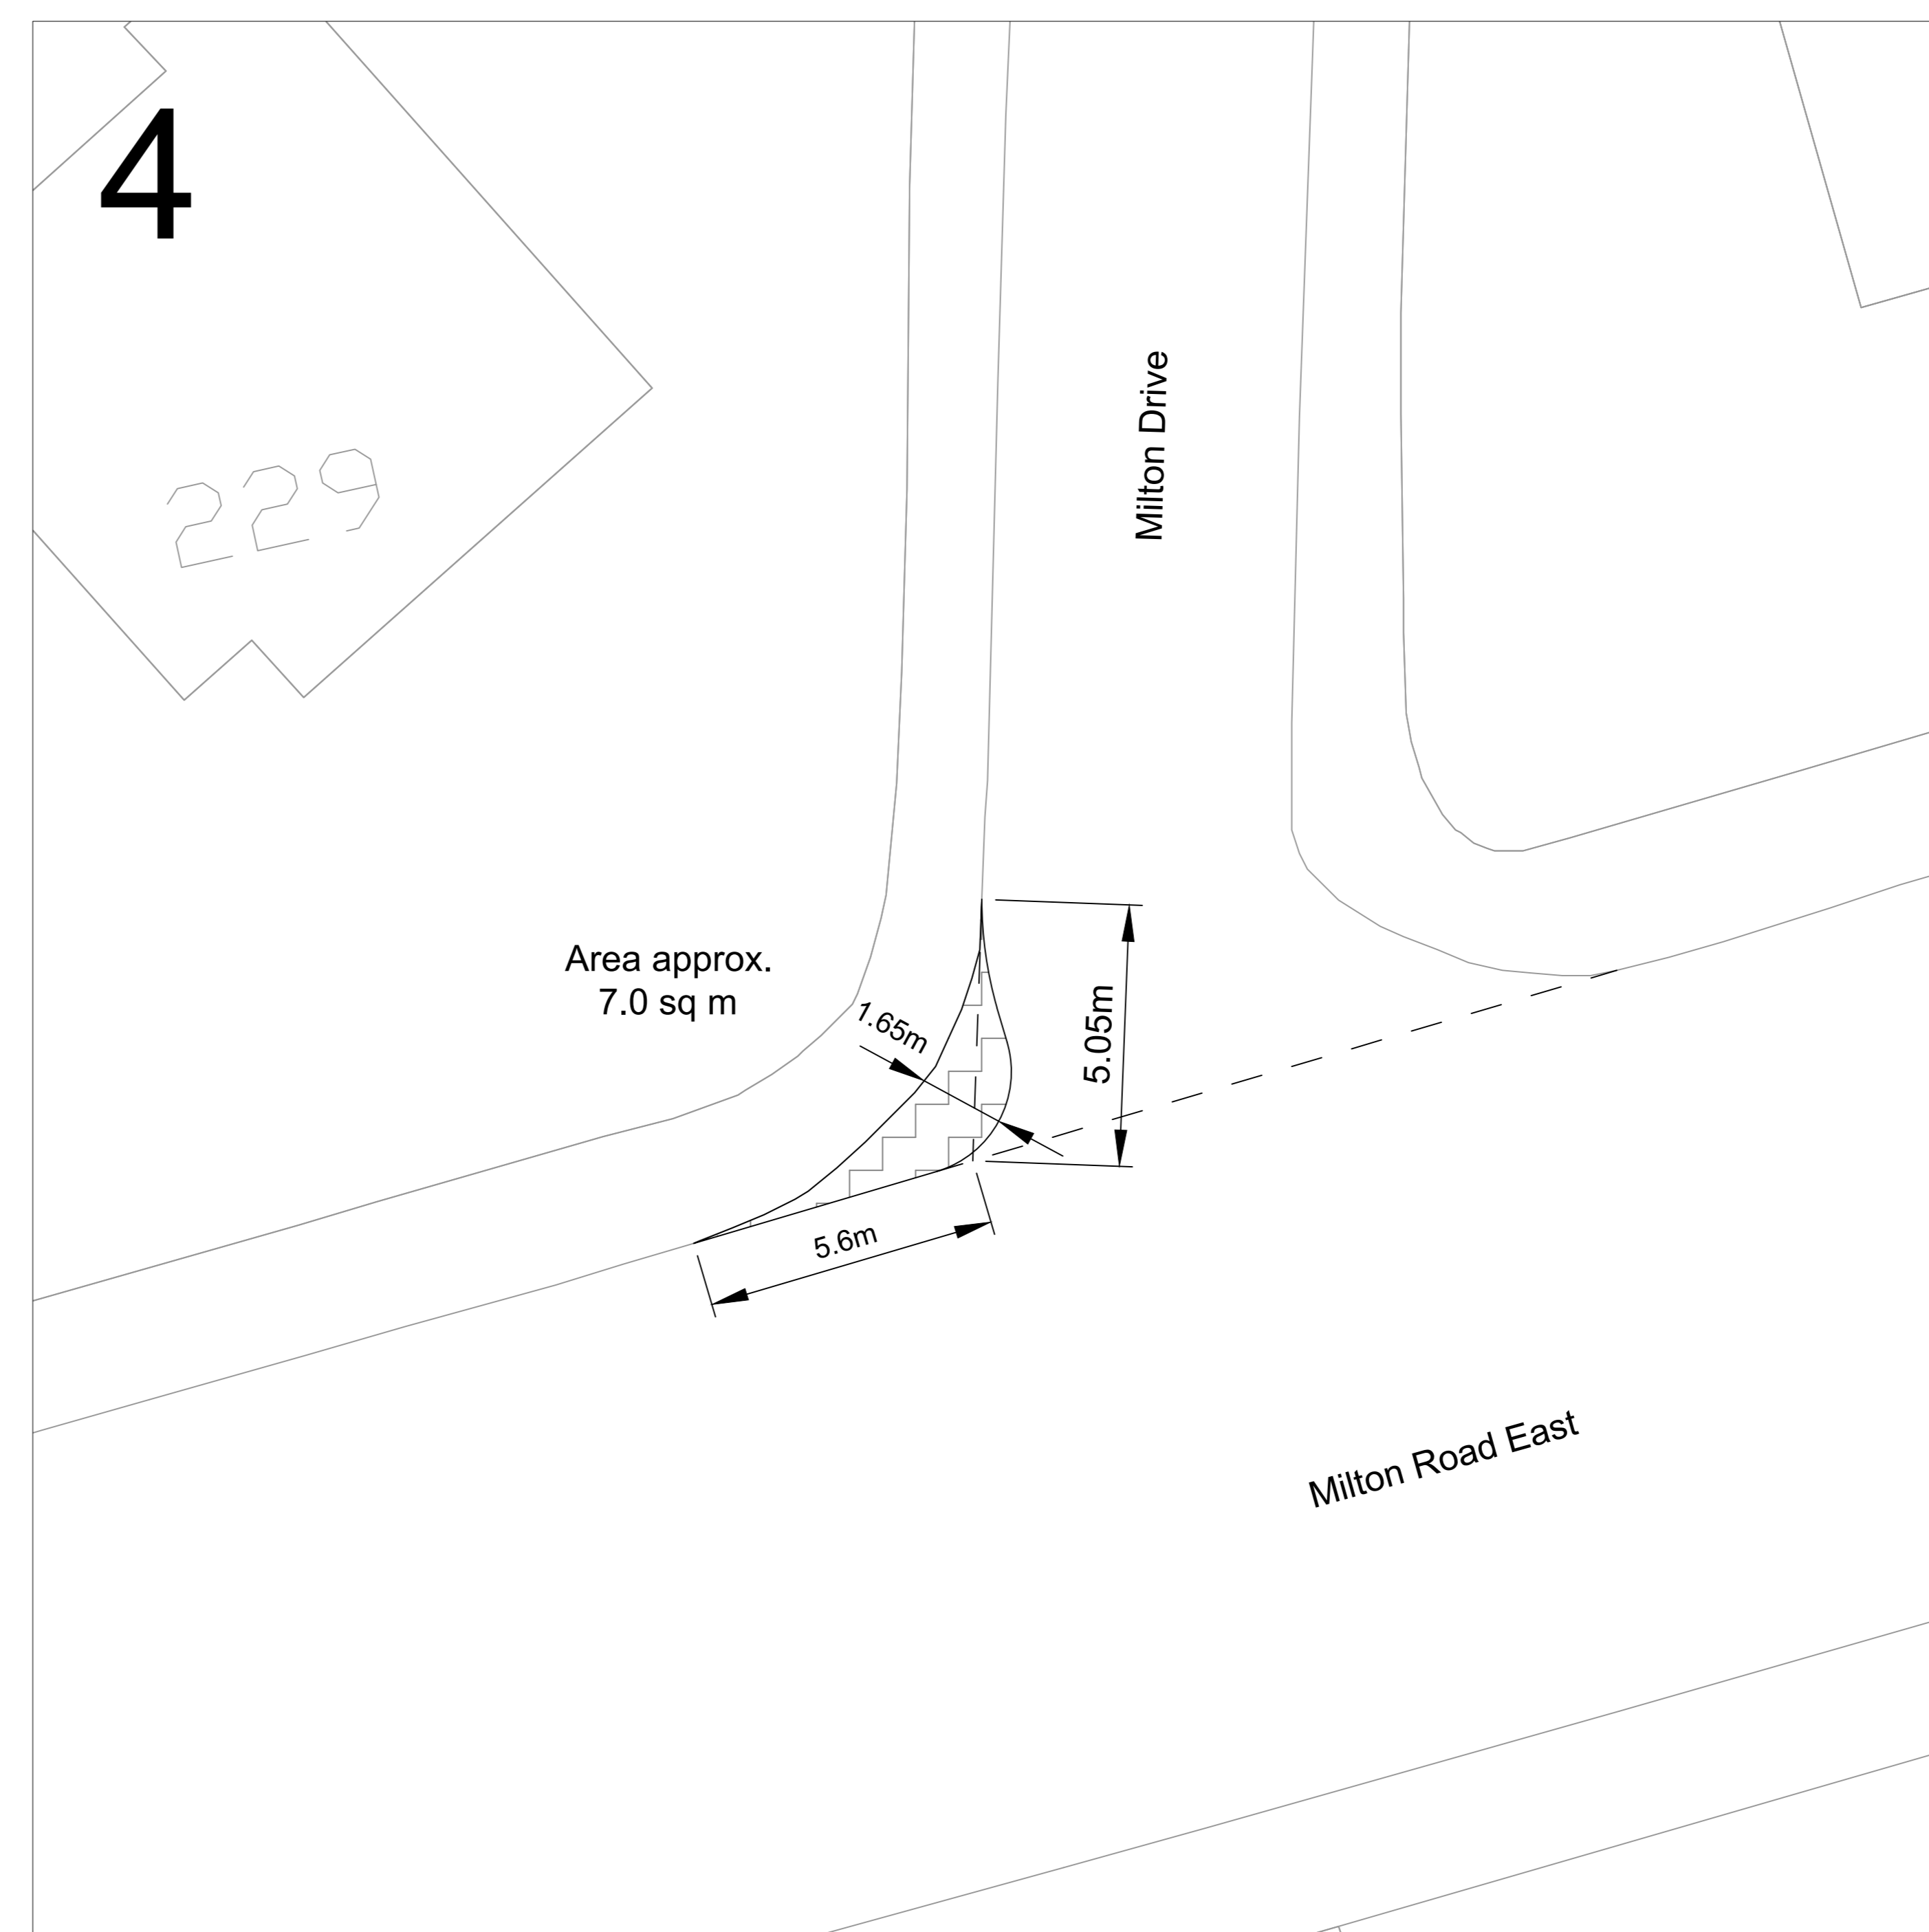 4
229
Milton Drive
Area approx.
7.0 sq m
1.65m
5.05m
5.6m
Milton Road East